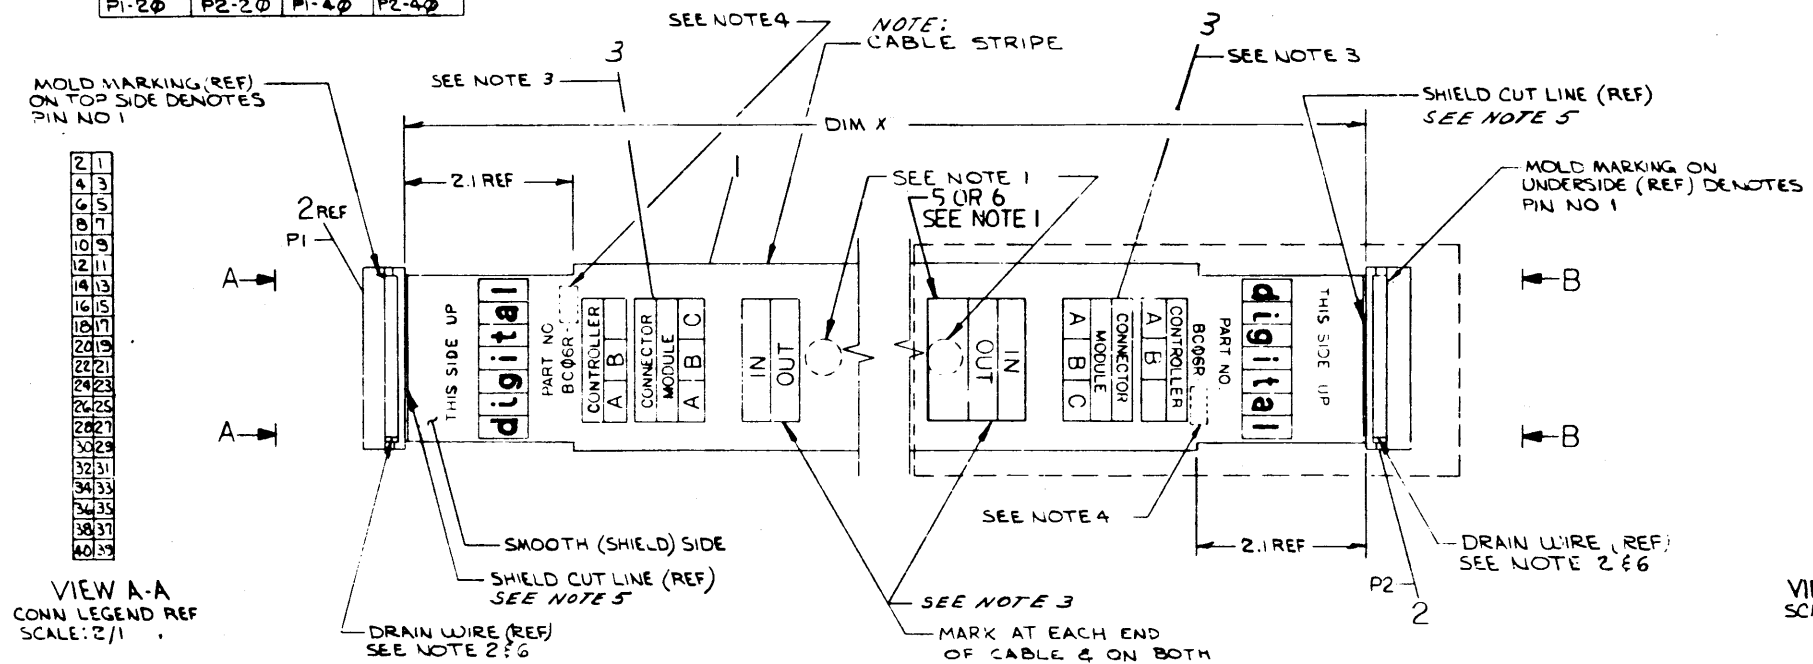 P1-2Ø P2-2Ø P1-4Ø P2-4Ø
SEE NOTE 4
NOTE:
CABLE STRIPE
3
SEE NOTE 3
3
SEE NOTE 3
MOLD MARKING (REF)
ON TOP SIDE DENOTES
PIN NO 1
SHIELD CUT LINE (REF)
SEE NOTE 5
DIM X
MOLD MARKING ON
UNDERSIDE (REF) DENOTES
PIN NO 1
2.1 REF
1
SEE NOTE 1
5 OR 6
SEE NOTE 1
2 REF
P1
2 1
4 3
6 5
8 7
10 9
12 11
14 13
16 15
18 17
20 19
22 21
24 23
26 25
28 27
30 29
32 31
34 33
36 35
38 37
40 39
A
A
B
B
THIS SIDE UP
digital
PART NO
BCØ6R-
CONTROLLER
A B
CONNECTOR
MODULE
A B C
IN
OUT
IN
OUT
A B C
MODULE
CONNECTOR
A B
CONTROLLER
BCØ6R
PART NO.
digital
THIS SIDE UP
SEE NOTE 4
2.1 REF
SMOOTH (SHIELD) SIDE
SHIELD CUT LINE (REF)
SEE NOTE 5
DRAIN WIRE (REF)
SEE NOTE 2 & 6
SEE NOTE 3
MARK AT EACH END
OF CABLE & ON BOTH
DRAIN WIRE (REF)
SEE NOTE 2 & 6
P2
2
VIEW A-A
CONN LEGEND REF
SCALE: 2/1